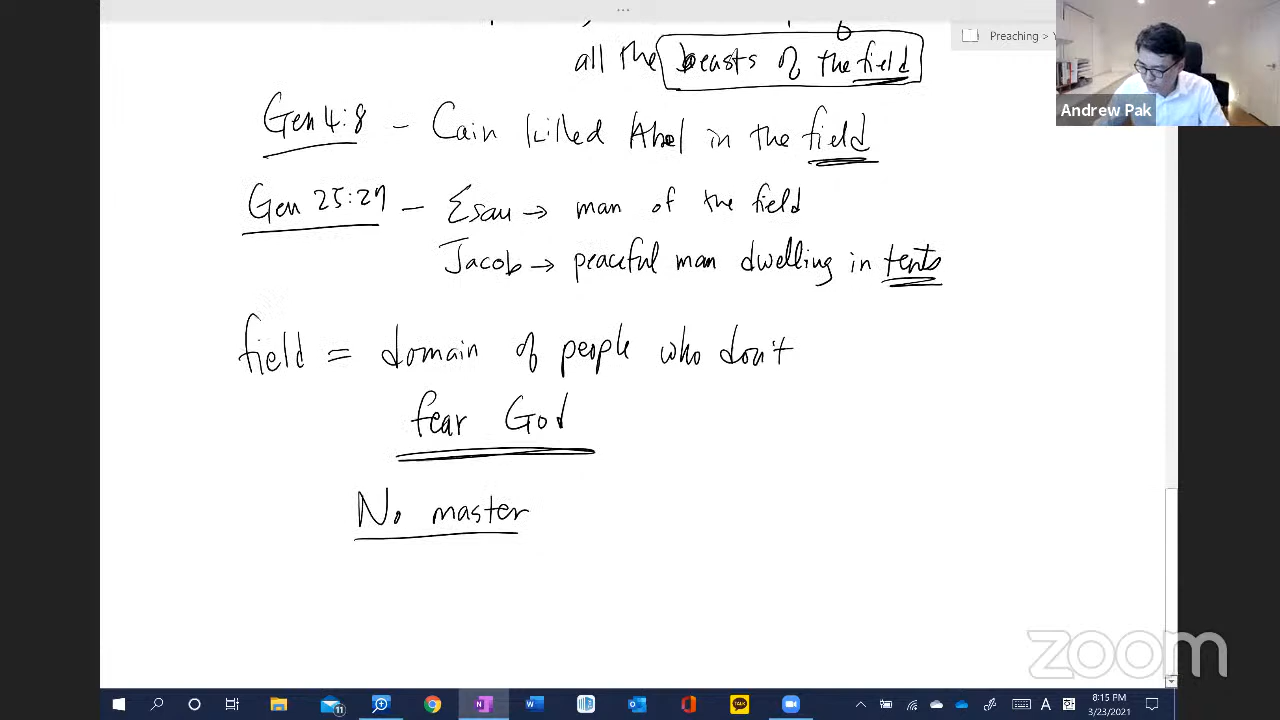 ...
Preaching >
all the beasts of the field
Andrew Pak
Gen 4:8 - Cain killed Abel in the field
Gen 25:27 - Esau → man of the field
Jacob → peaceful man dwelling in tents
field = domain of people who don't
fear God
No master
zoom
11
TALK
A
8:15 PM
3/23/2021